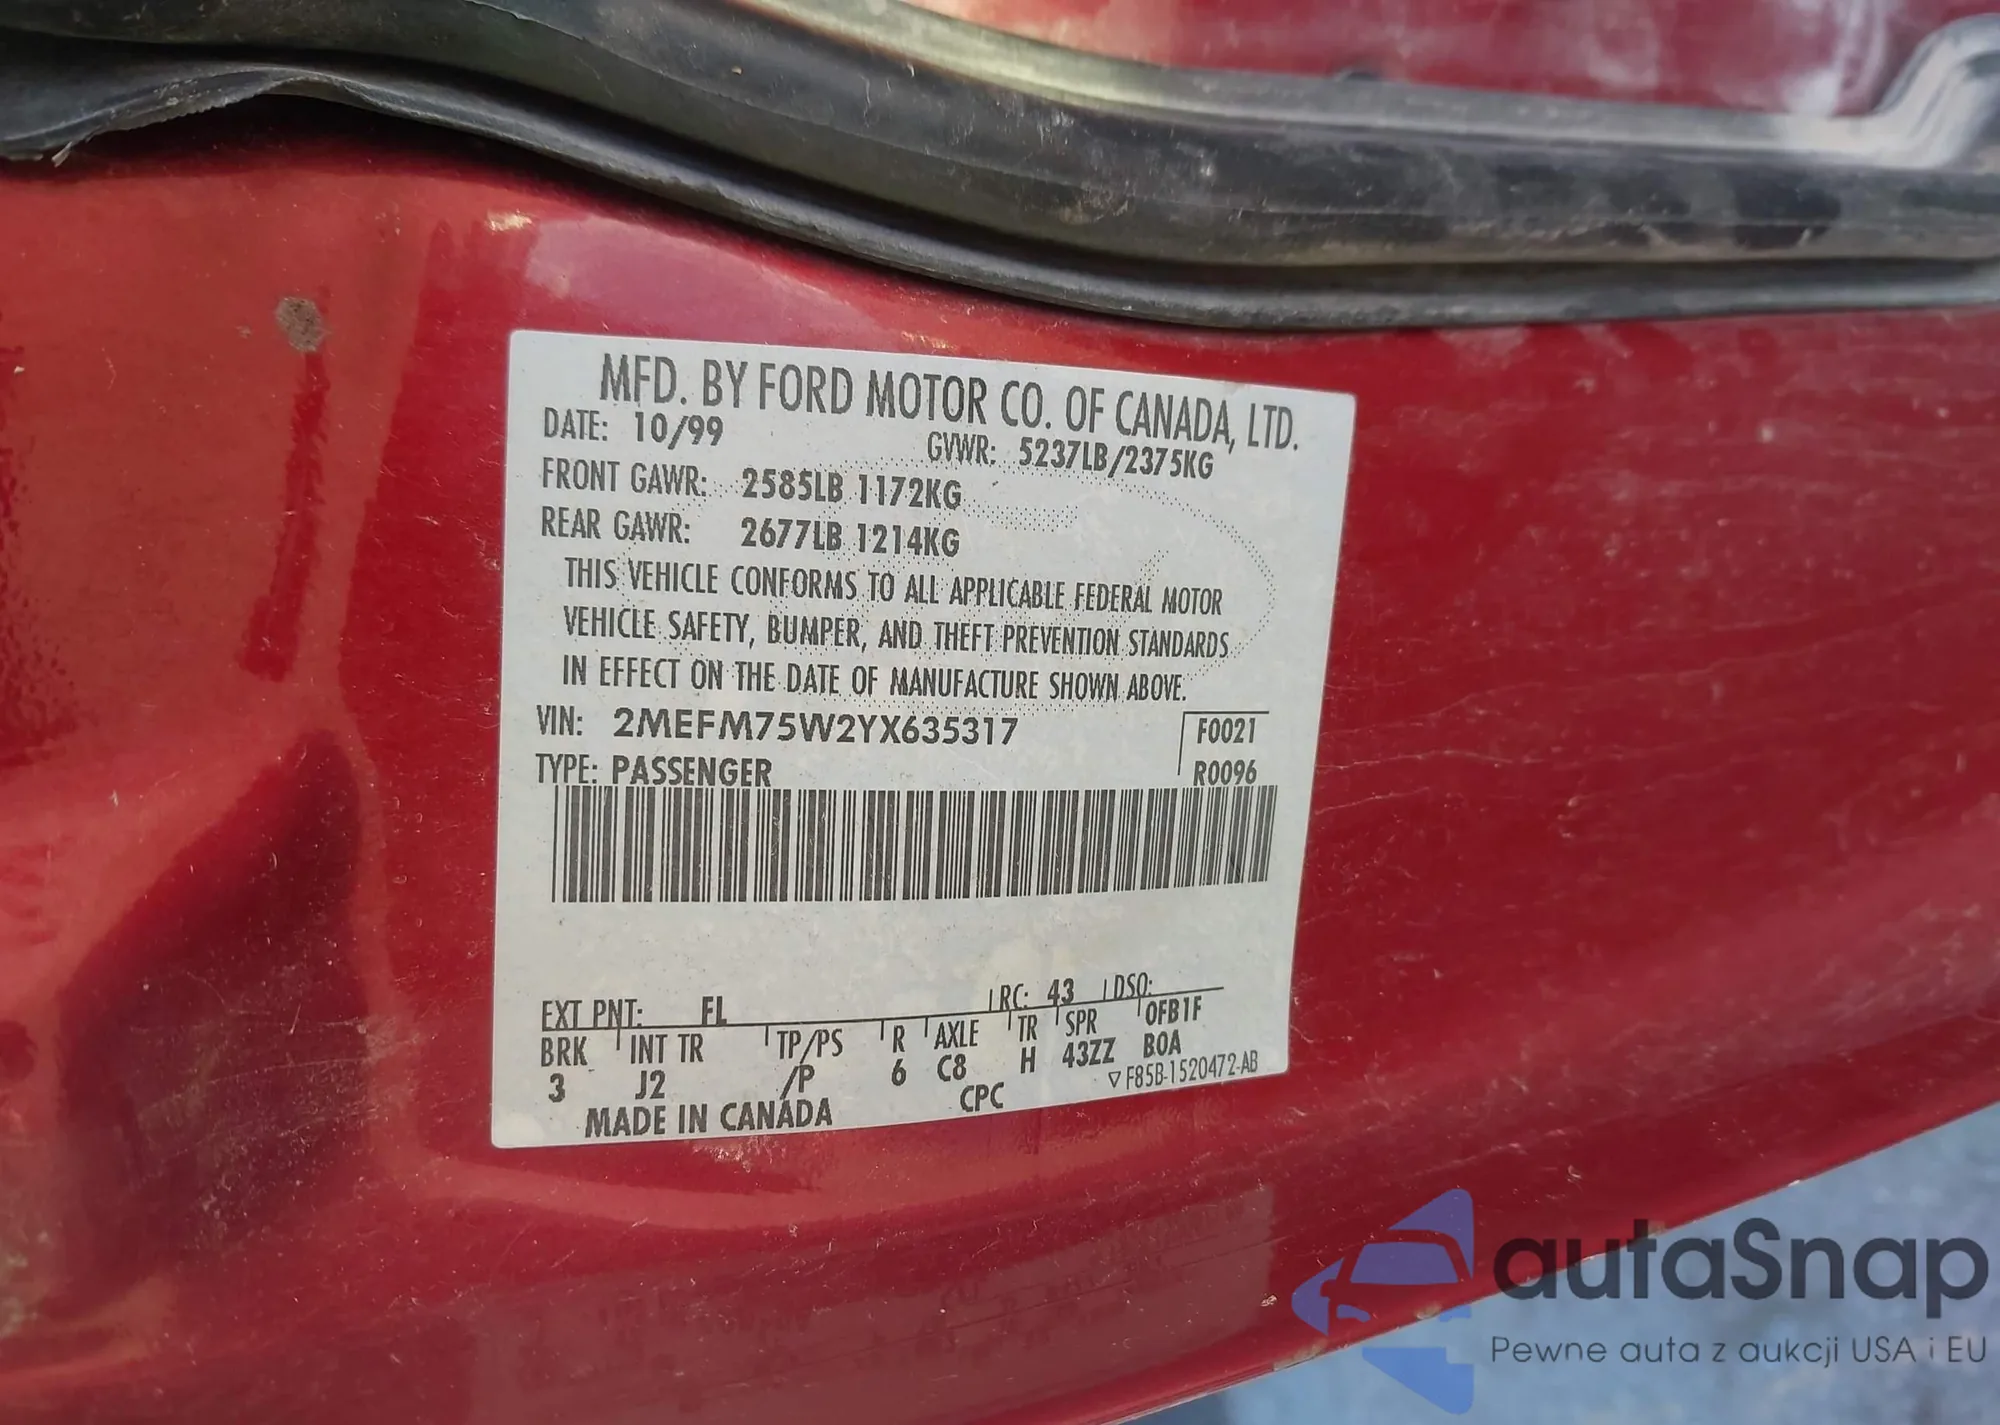 MFD. BY FORD MOTOR CO. OF CANADA, LTD.
DATE: 10/99
GVWR: 5237LB/2375KG
FRONT GAWR: 2585LB 1172KG
REAR GAWR: 2677LB 1214KG
THIS VEHICLE CONFORMS TO ALL APPLICABLE FEDERAL MOTOR
VEHICLE SAFETY, BUMPER, AND THEFT PREVENTION STANDARDS
IN EFFECT ON THE DATE OF MANUFACTURE SHOWN ABOVE.
VIN: 2MEFM75W2YX635317
F0021
TYPE: PASSENGER
R0096
EXT PNT: FL RC: 43 DSO:
BRK INT TR TP/PS R AXLE TR SPR 0FB1F
3 J2 /P 6 C8 H 43ZZ B0A
MADE IN CANADA CPC ▽F85B-1520472-AB
autaSnap
Pewne auta z aukcji USA i EU